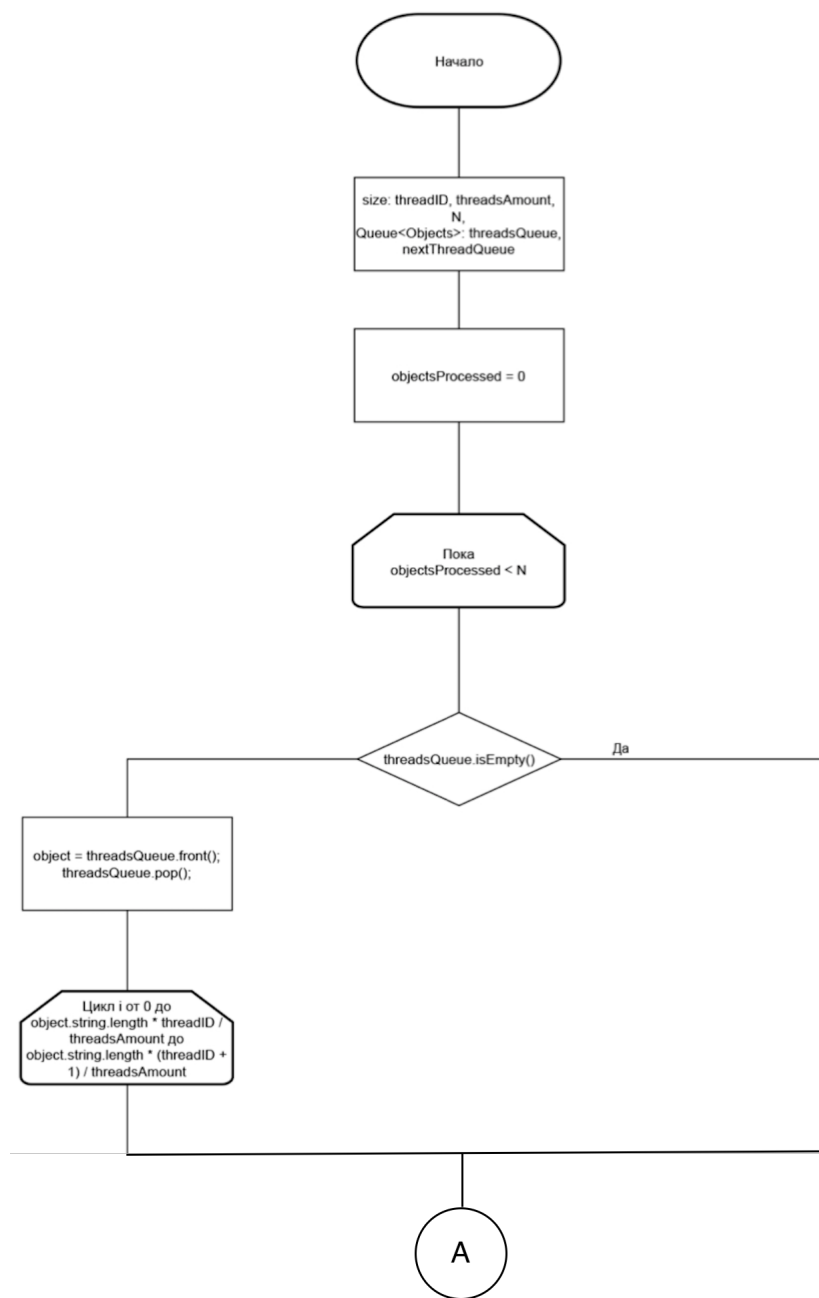 Начало
size: threadID, threadsAmount,
N,
Queue<Objects>: threadsQueue,
nextThreadQueue
objectsProcessed = 0
Пока
objectsProcessed < N
threadsQueue.isEmpty()
Да
object = threadsQueue.front();
threadsQueue.pop();
Цикл i от 0 до
object.string.length * threadID /
threadsAmount до
object.string.length * (threadID +
1) / threadsAmount
A